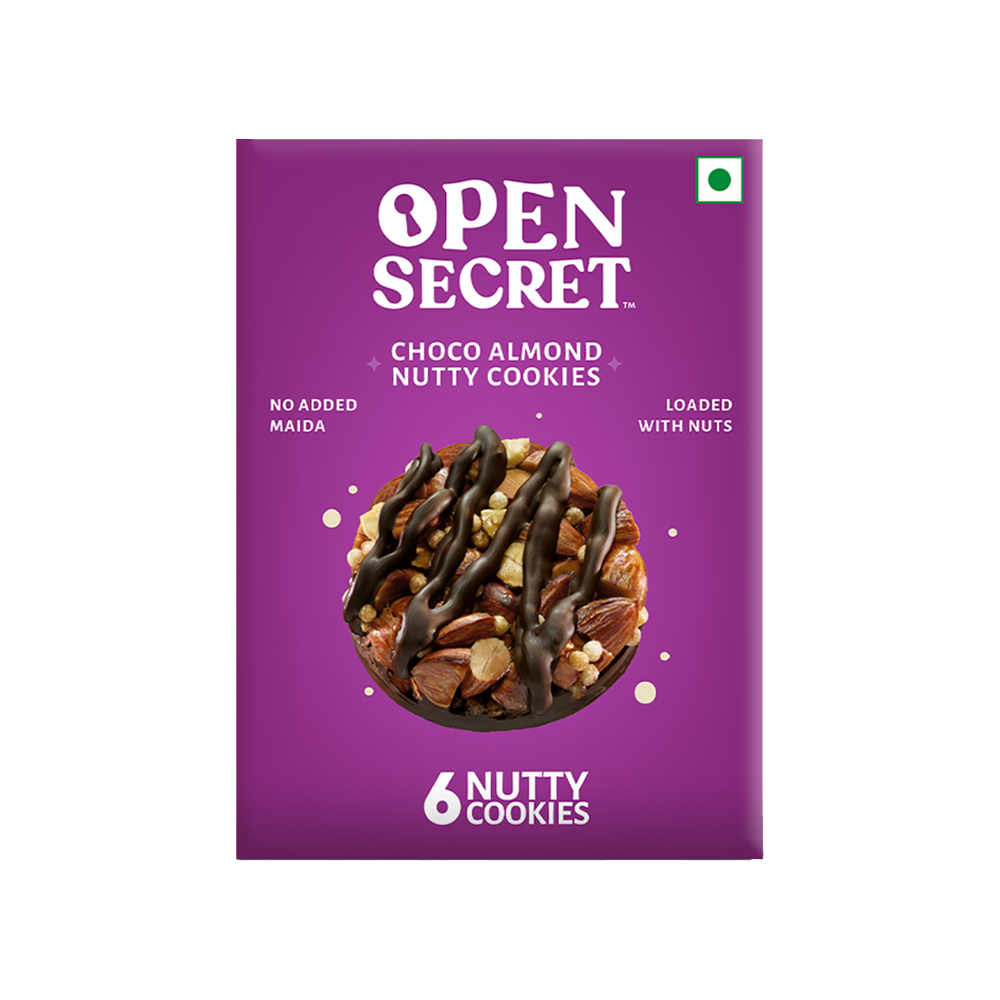 OPEN
SECRET™
CHOCO ALMOND
NUTTY COOKIES
NO ADDED
MAIDA
LOADED
WITH NUTS
6 NUTTY
COOKIES